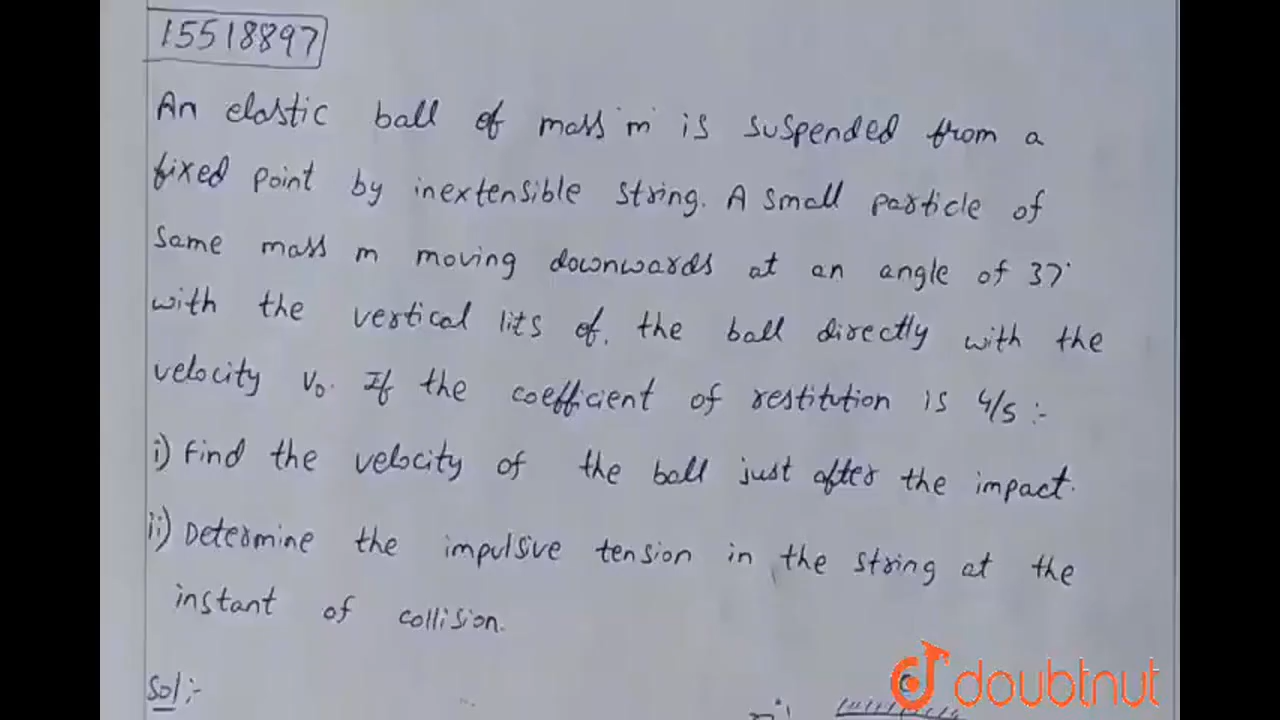 15518897
An elastic ball of mass 'm' is suspended from a
fixed point by inextensible string. A small particle of
same mass m moving downwards at an angle of 37°
with the vertical lits of. the ball directly with the
velocity V₀. If the coefficient of restitution is 4/5 :-
i) Find the velocity of the ball just after the impact.
ii) Determine the impulsive tension in the string at the
instant of collision.
Sol :-
doubtnut